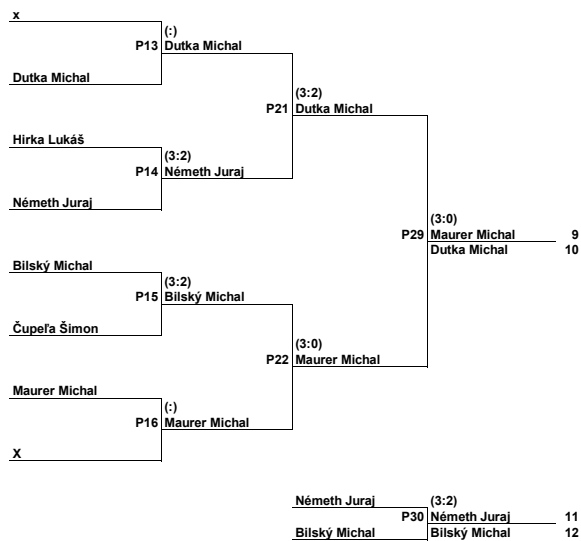 x
(:)
P13 Dutka Michal
Dutka Michal
(3:2)
P21 Dutka Michal
Hirka Lukáš
(3:2)
P14 Németh Juraj
Németh Juraj
(3:0)
P29 Maurer Michal 9
Dutka Michal 10
Bilský Michal
(3:2)
P15 Bilský Michal
Čupeľa Šimon
(3:0)
P22 Maurer Michal
Maurer Michal
(:)
P16 Maurer Michal
X
Németh Juraj (3:2)
P30 Németh Juraj 11
Bilský Michal Bilský Michal 12